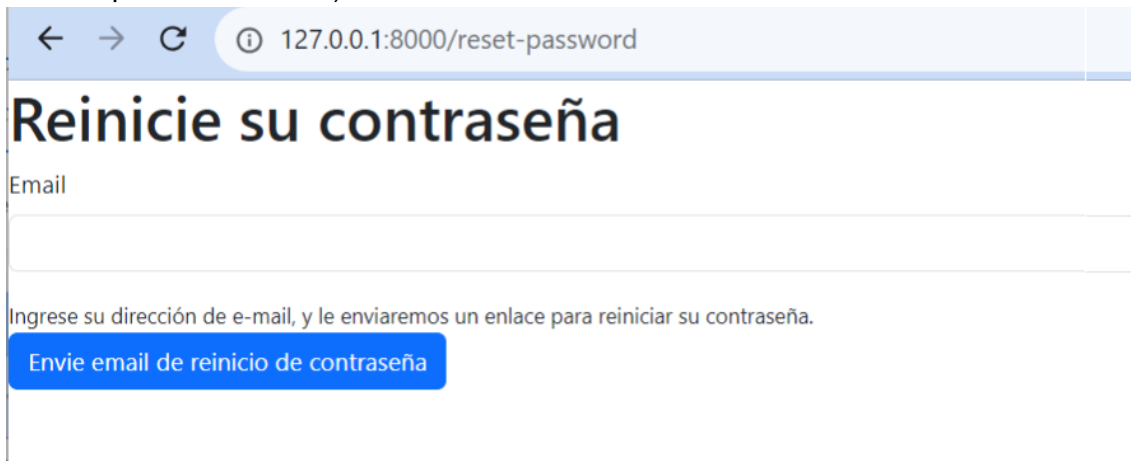 127.0.0.1:8000/reset-password
Reinicie su contraseña
Email
Ingrese su dirección de e-mail, y le enviaremos un enlace para reiniciar su contraseña.
Envie email de reinicio de contraseña